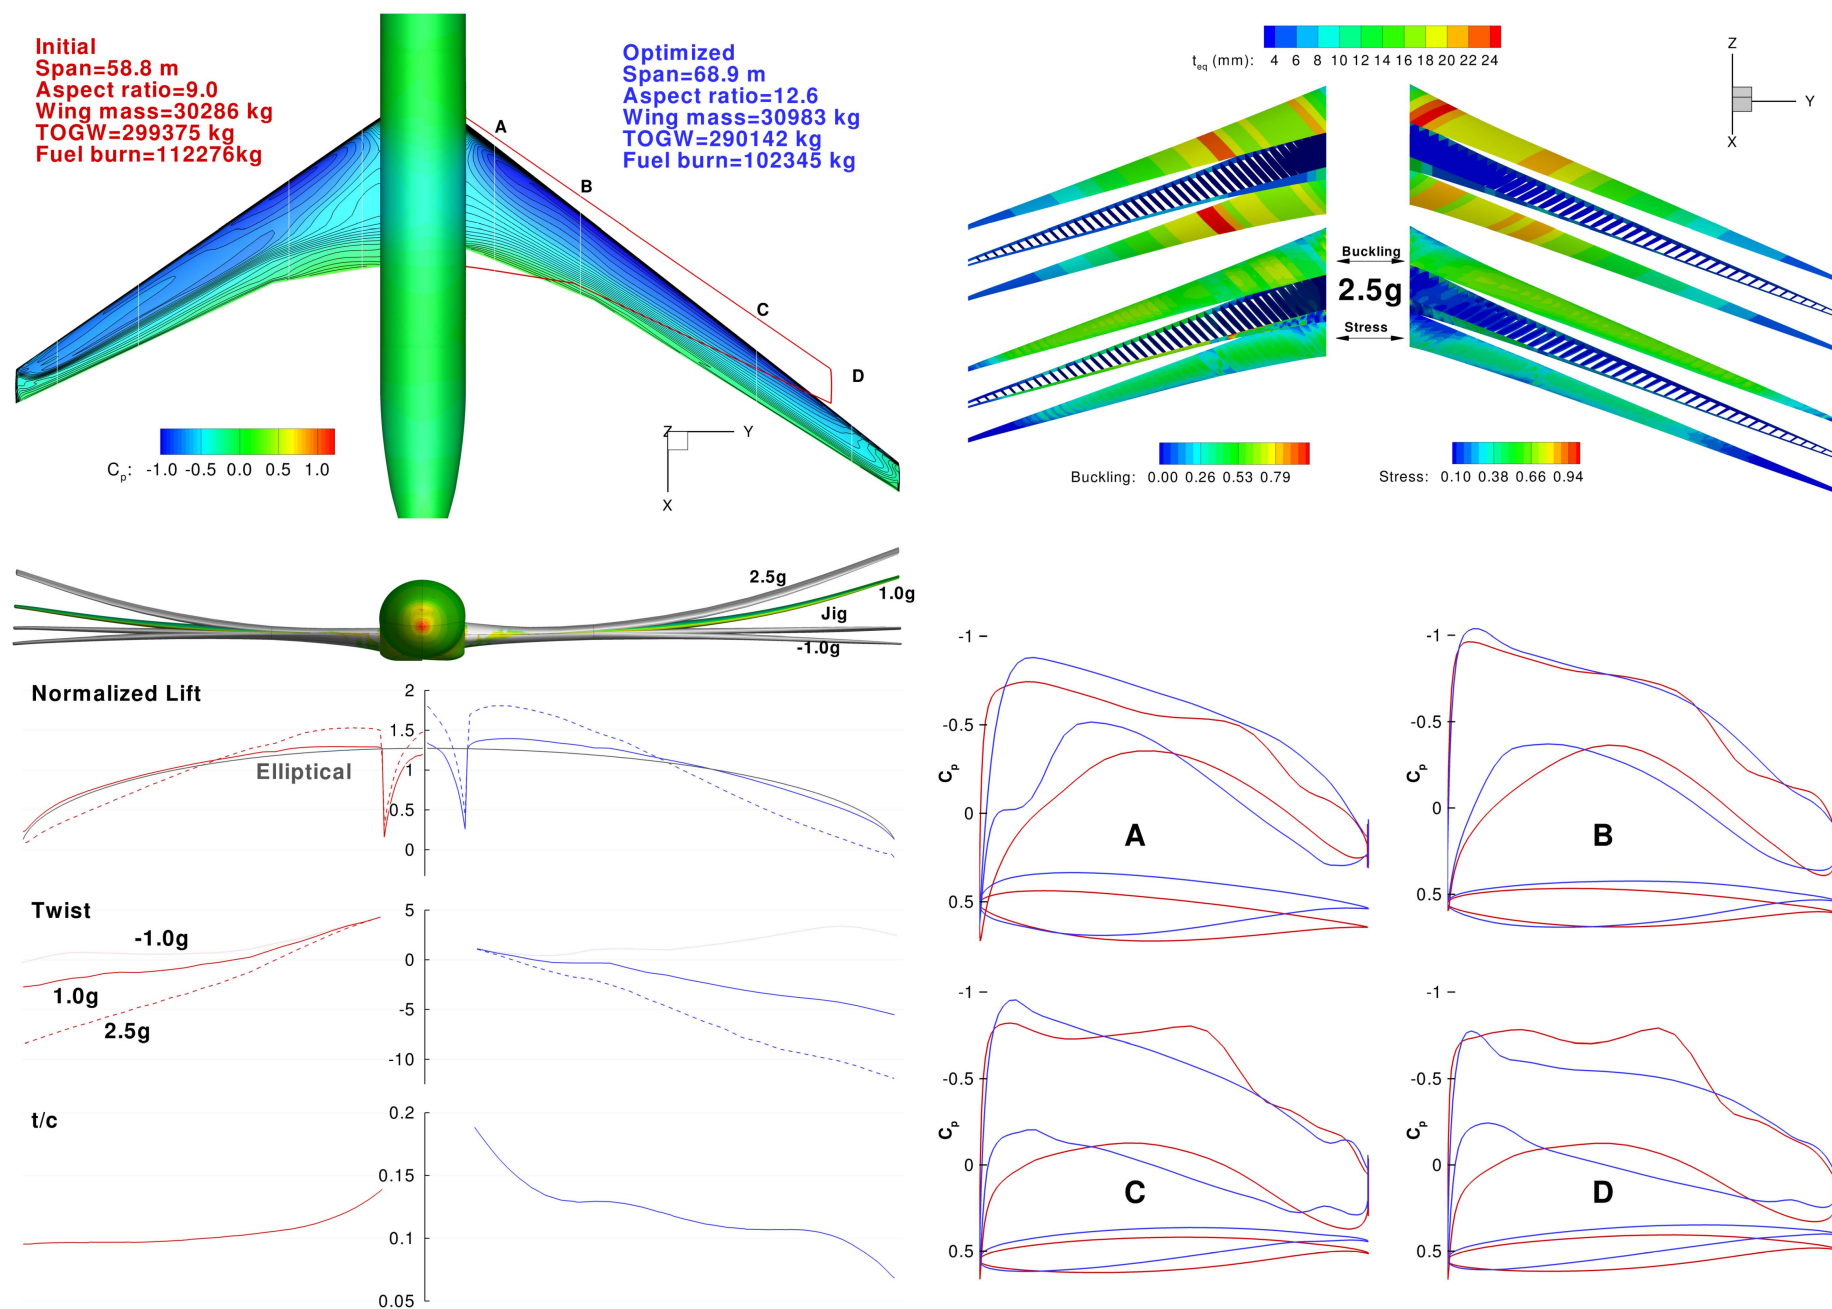 Initial
Span=58.8 m
Aspect ratio=9.0
Wing mass=30286 kg
TOGW=299375 kg
Fuel burn=112276kg
Optimized
Span=68.9 m
Aspect ratio=12.6
Wing mass=30983 kg
TOGW=290142 kg
Fuel burn=102345 kg
A
B
C
D
Cp: -1.0 -0.5 0.0 0.5 1.0
Z Y
X
teq (mm): 4 6 8 10 12 14 16 18 20 22 24
Z
Y
X
Buckling
2.5g
Stress
Buckling: 0.00 0.26 0.53 0.79
Stress: 0.10 0.38 0.66 0.94
2.5g
1.0g
Jig
-1.0g
Normalized Lift
2
1.5
1
0.5
0
Elliptical
Twist
5
0
-5
-10
-1.0g
1.0g
2.5g
t/c
0.2
0.15
0.1
0.05
-1
-0.5
0
0.5
Cp
A
-1
-0.5
0
0.5
Cp
B
-1
-0.5
0
0.5
Cp
C
-1
-0.5
0
0.5
Cp
D